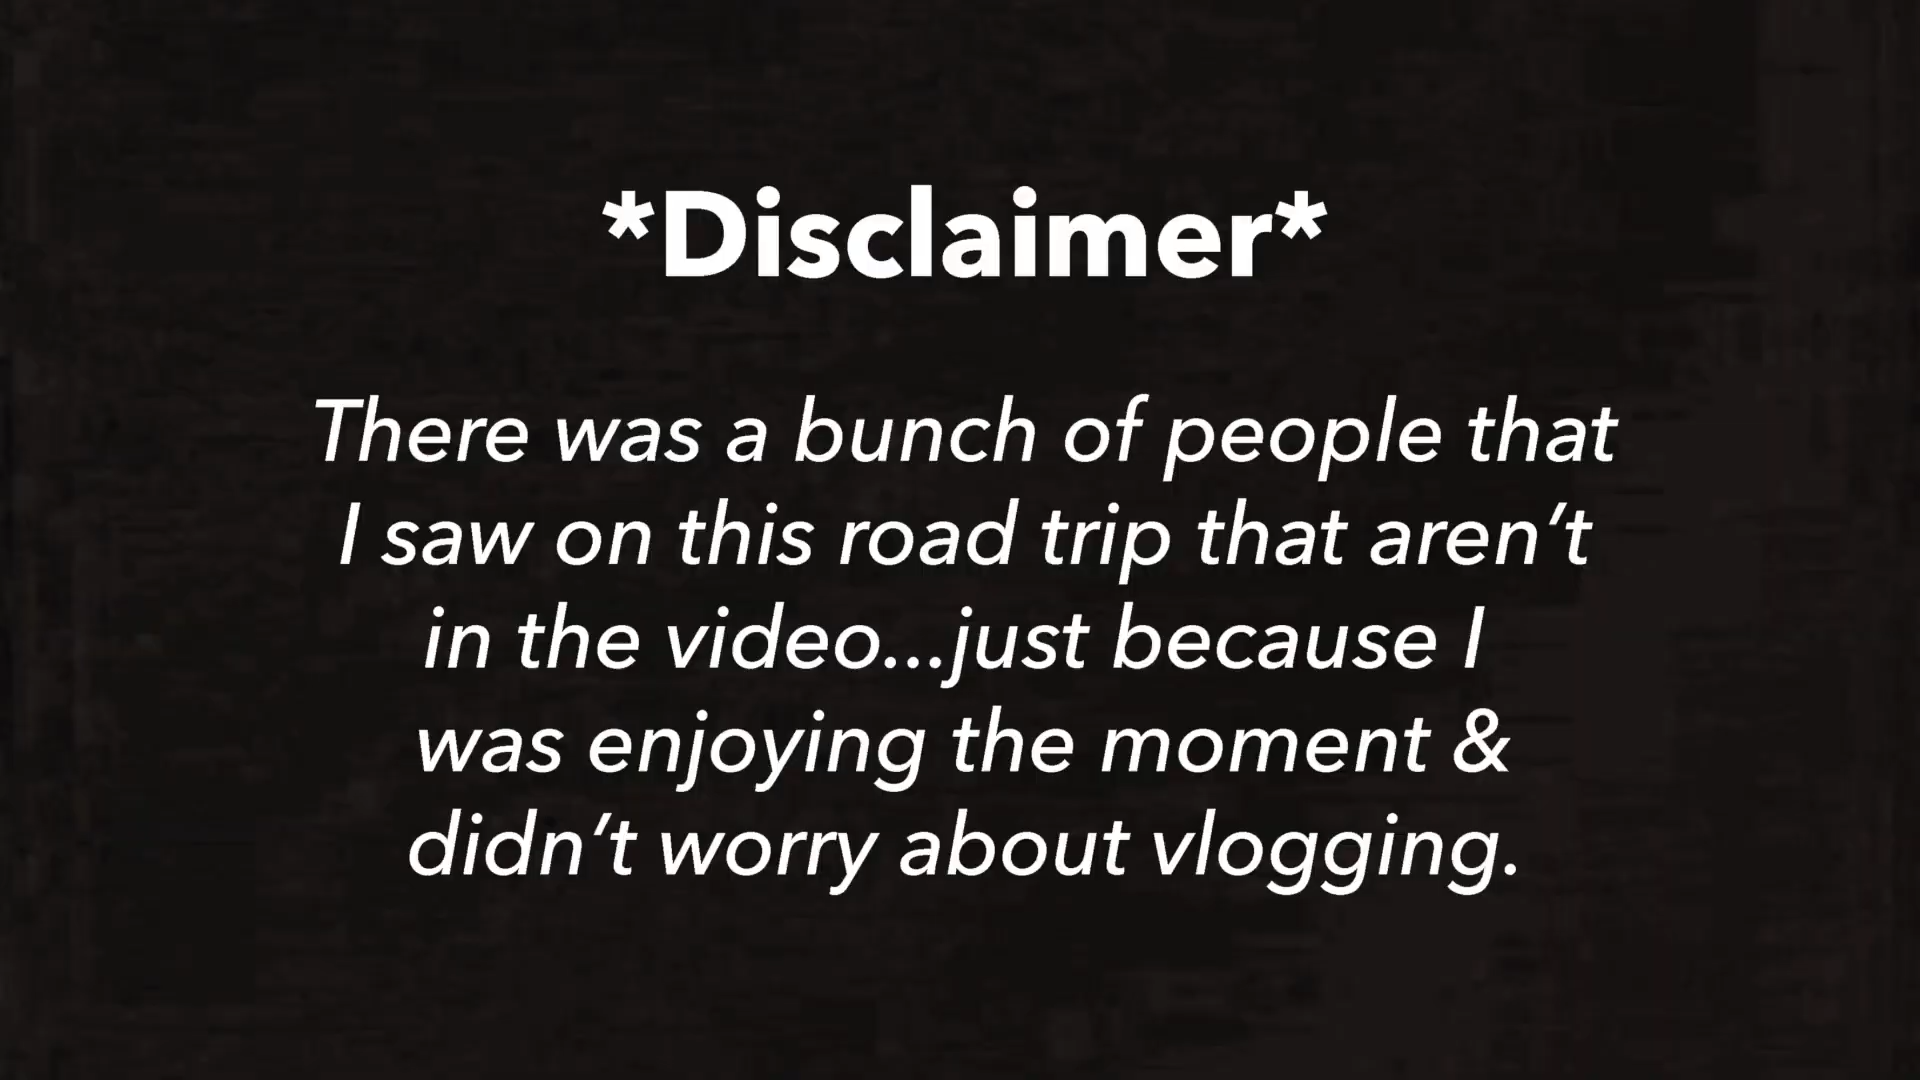 *Disclaimer*
There was a bunch of people that
I saw on this road trip that aren’t
in the video...just because I
was enjoying the moment &
didn’t worry about vlogging.